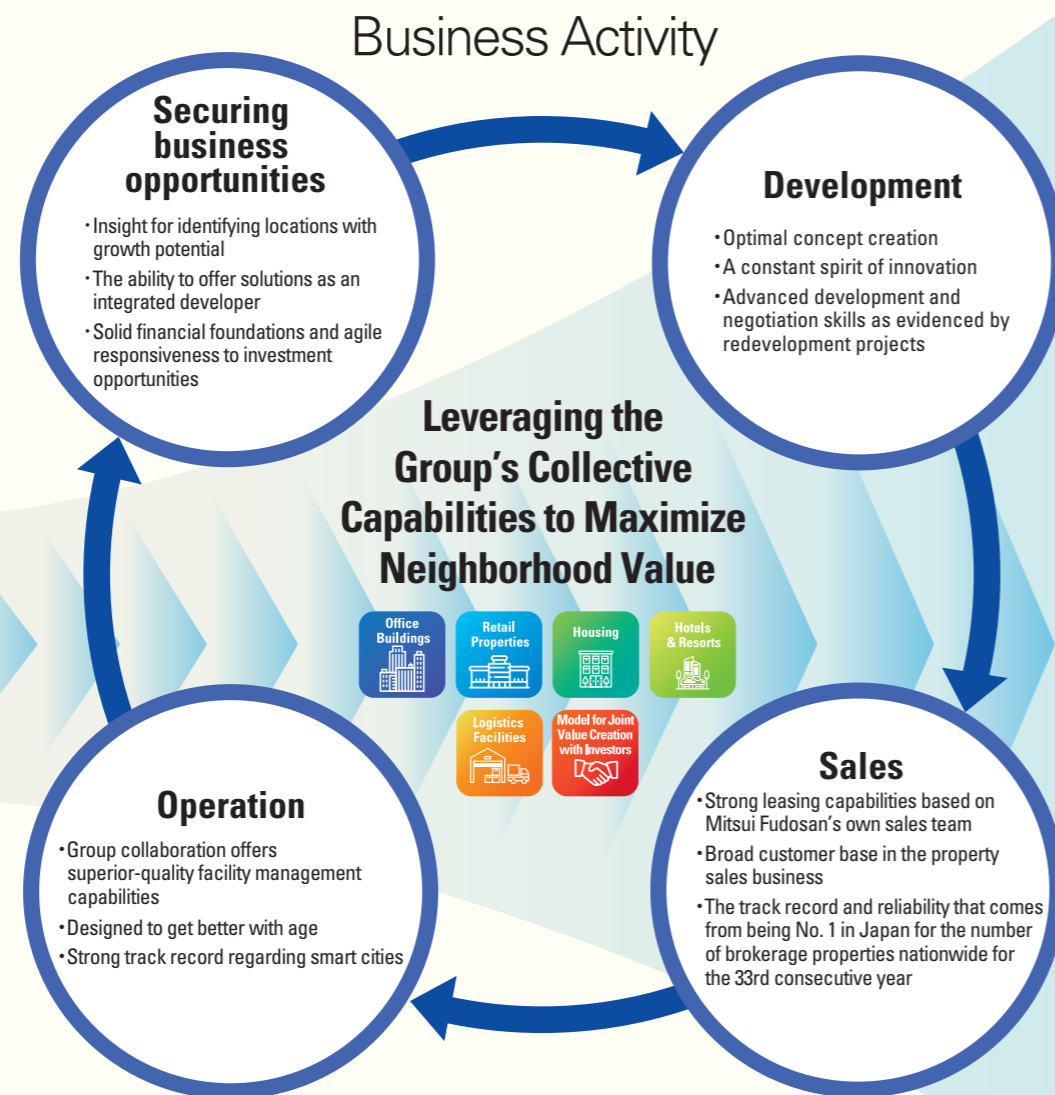 Business Activity
Securing
business
opportunities
・Insight for identifying locations with
growth potential
・The ability to offer solutions as an
integrated developer
・Solid financial foundations and agile
responsiveness to investment
opportunities
Development
・Optimal concept creation
・A constant spirit of innovation
・Advanced development and
negotiation skills as evidenced by
redevelopment projects
Leveraging the
Group's Collective
Capabilities to Maximize
Neighborhood Value
Office
Buildings
Retail
Properties
Housing
Hotels
& Resorts
Logistics
Facilities
Model for Joint
Value Creation
with Investors
Operation
・Group collaboration offers
superior-quality facility management
capabilities
・Designed to get better with age
・Strong track record regarding smart cities
Sales
・Strong leasing capabilities based on
Mitsui Fudosan's own sales team
・Broad customer base in the property
sales business
・The track record and reliability that comes
from being No. 1 in Japan for the number
of brokerage properties nationwide for
the 33rd consecutive year